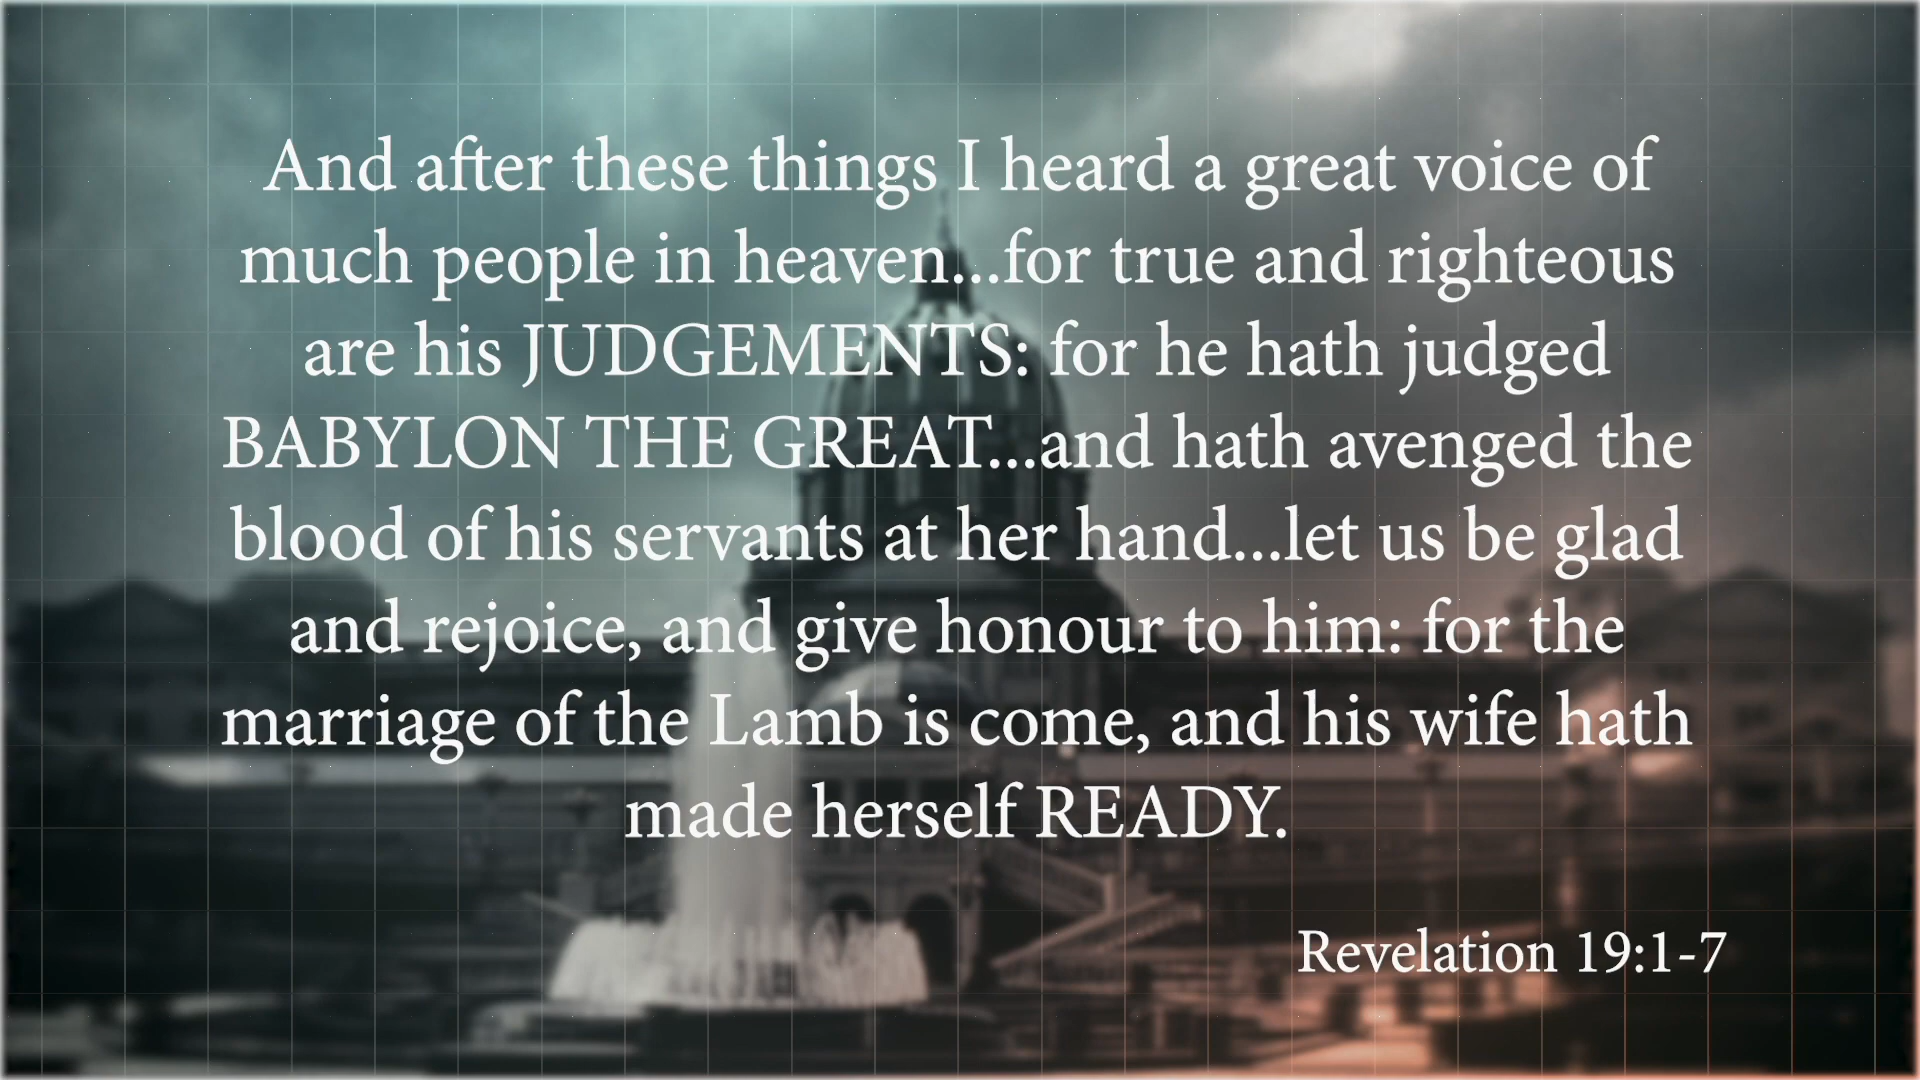 And after these things I heard a great voice of
much people in heaven...for true and righteous
are his JUDGEMENTS: for he hath judged
BABYLON THE GREAT...and hath avenged the
blood of his servants at her hand...let us be glad
and rejoice, and give honour to him: for the
marriage of the Lamb is come, and his wife hath
made herself READY.
Revelation 19:1-7